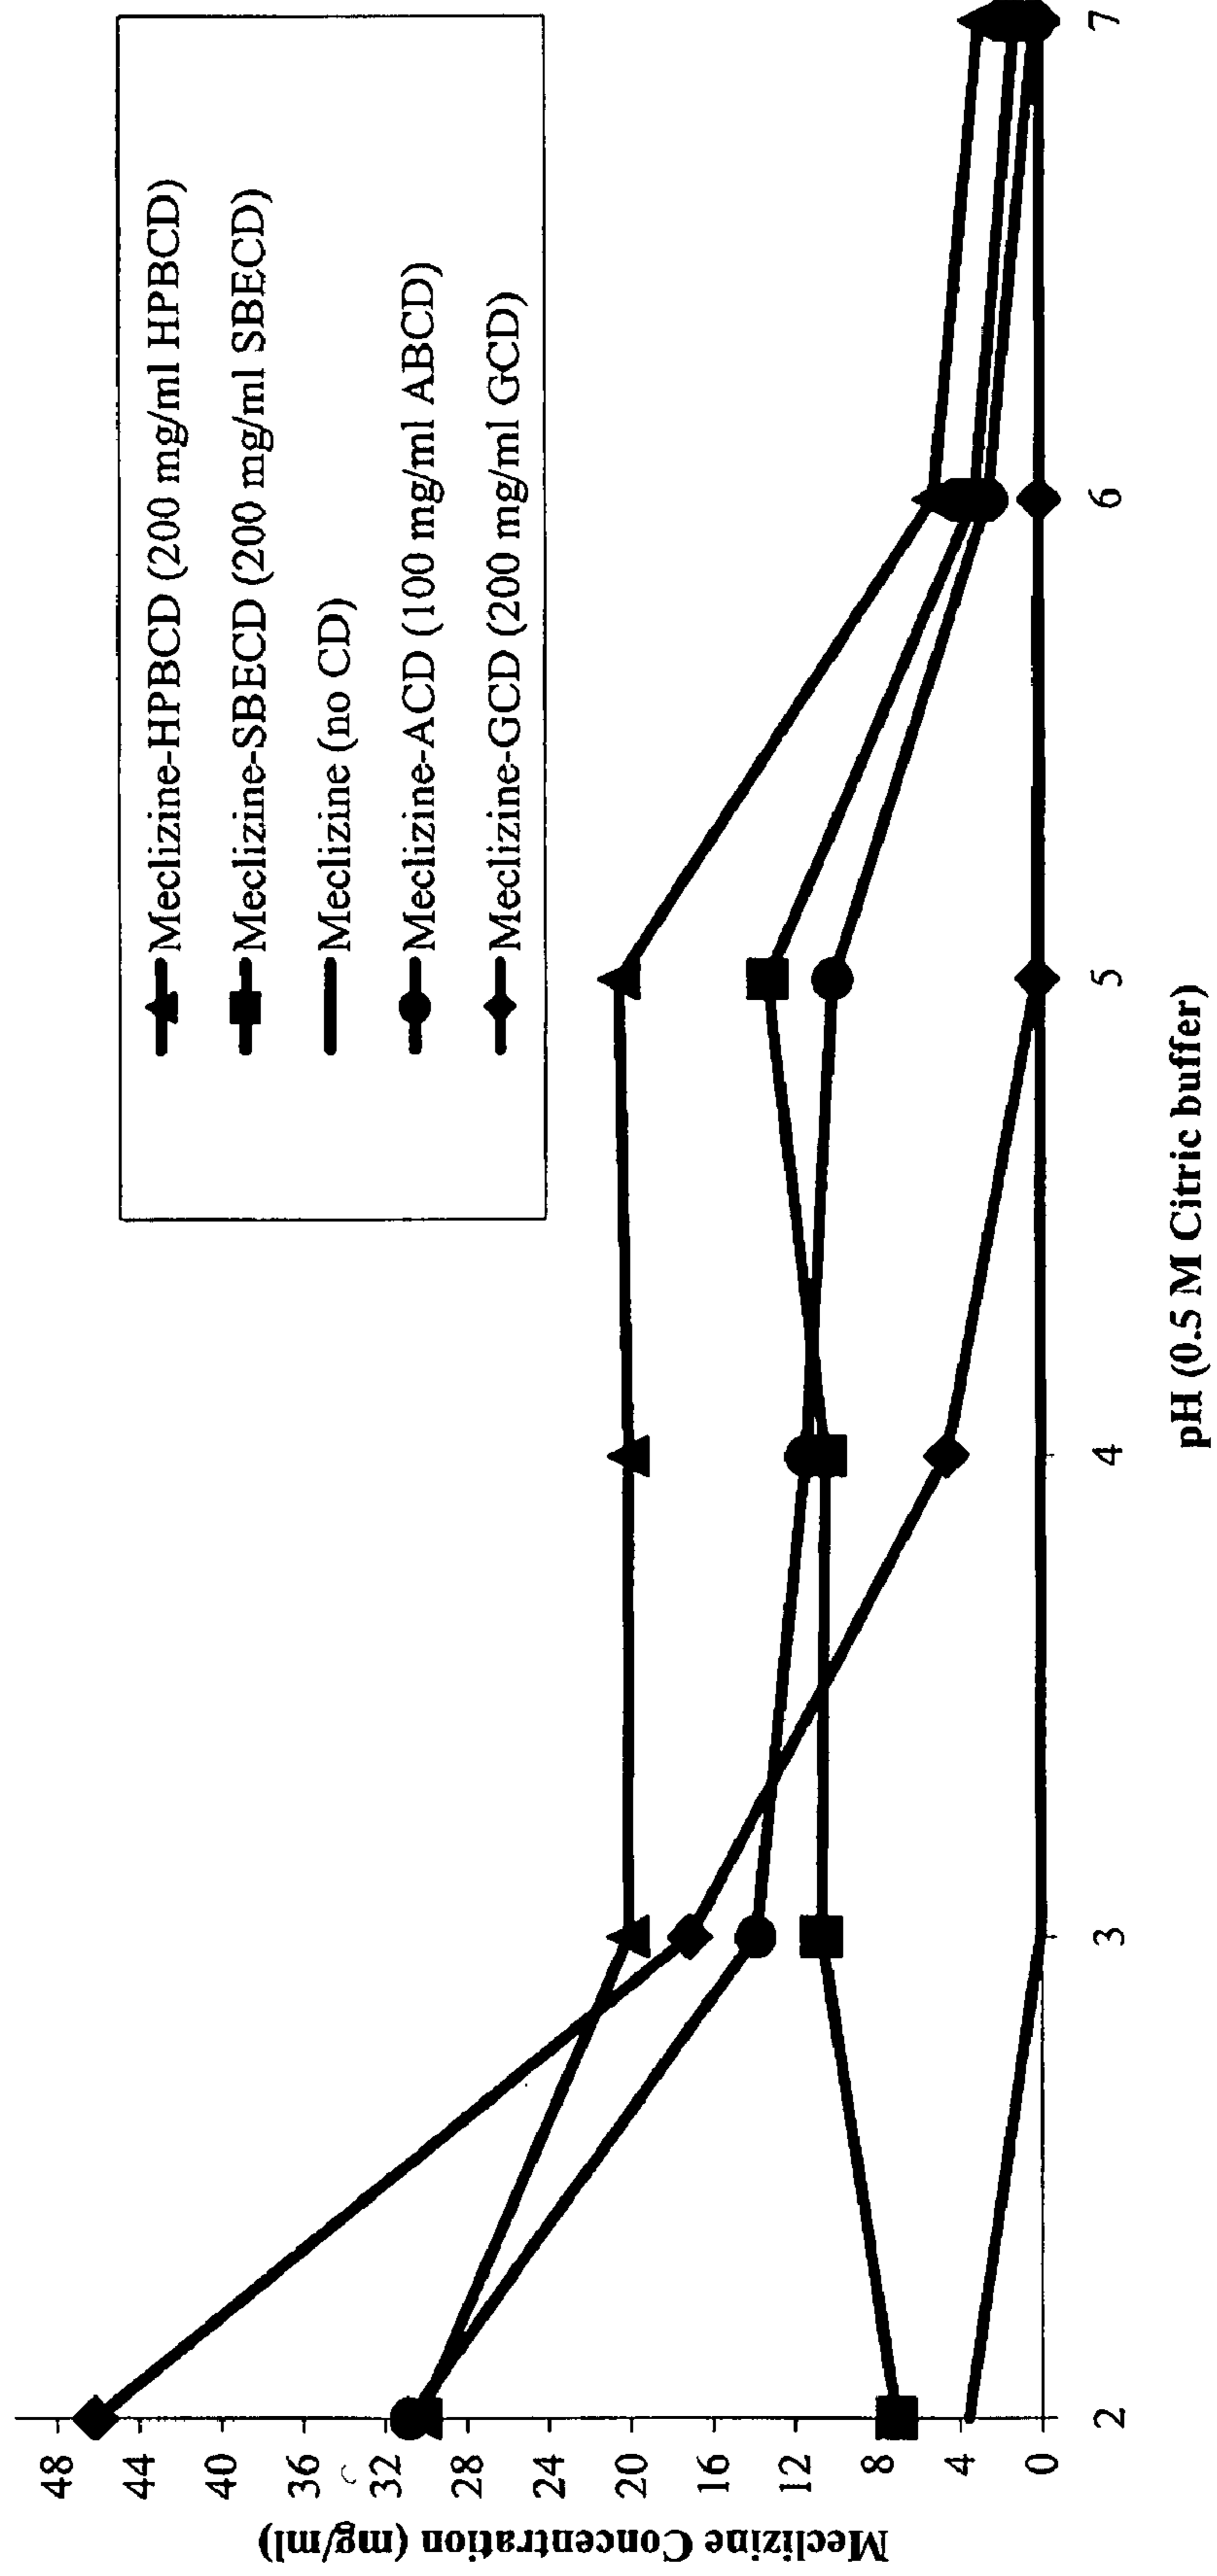 Meclizine-HPBCD (200 mg/ml HPBCD)
Meclizine-SBECD (200 mg/ml SBECD)
Meclizine (no CD)
Meclizine-ACD (100 mg/ml ABCD)
Meclizine-GCD (200 mg/ml GCD)
Meclizine Concentration (mg/ml)
48
44
40
36
32
28
24
20
16
12
8
4
0
2
3
4
5
6
7
pH (0.5 M Citric buffer)